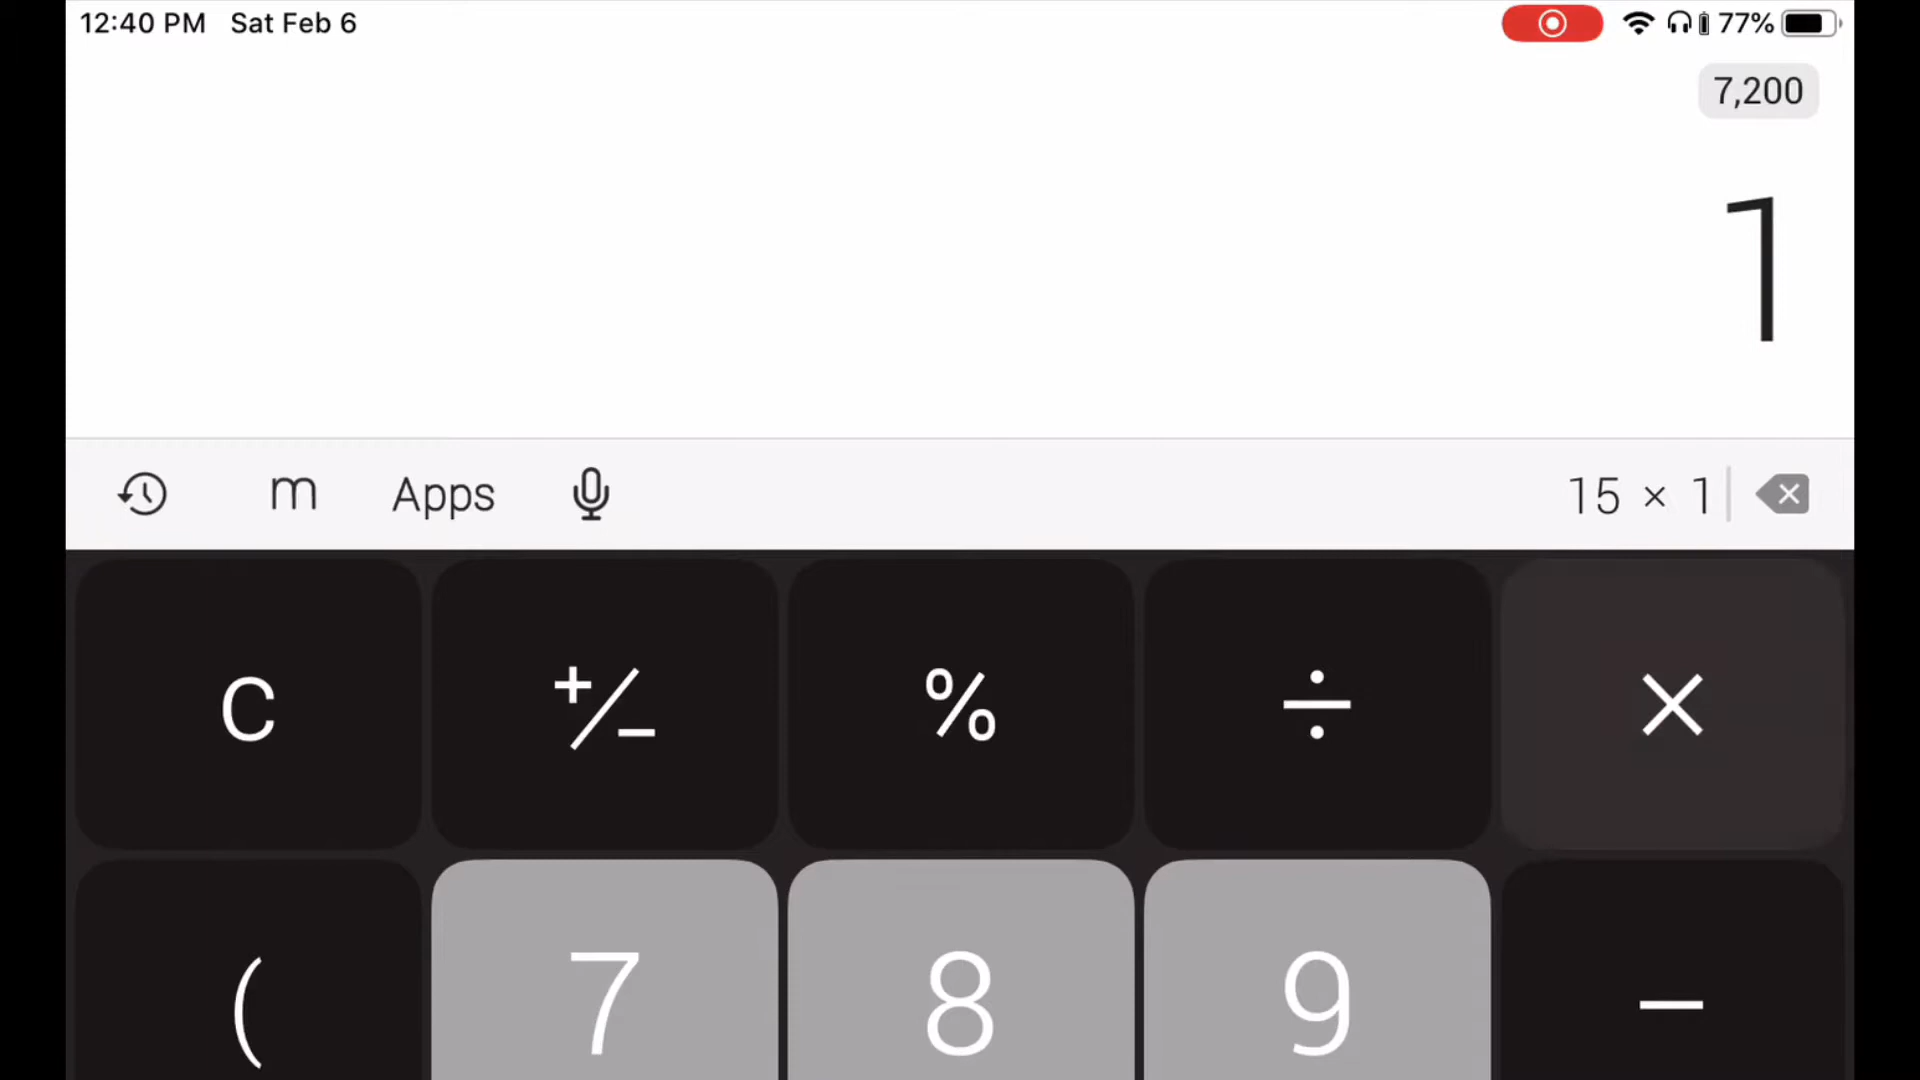 12:40 PM Sat Feb 6 77%
7,200
1
m Apps 15 × 1
C +/− % ÷ ×
( 7 8 9 −